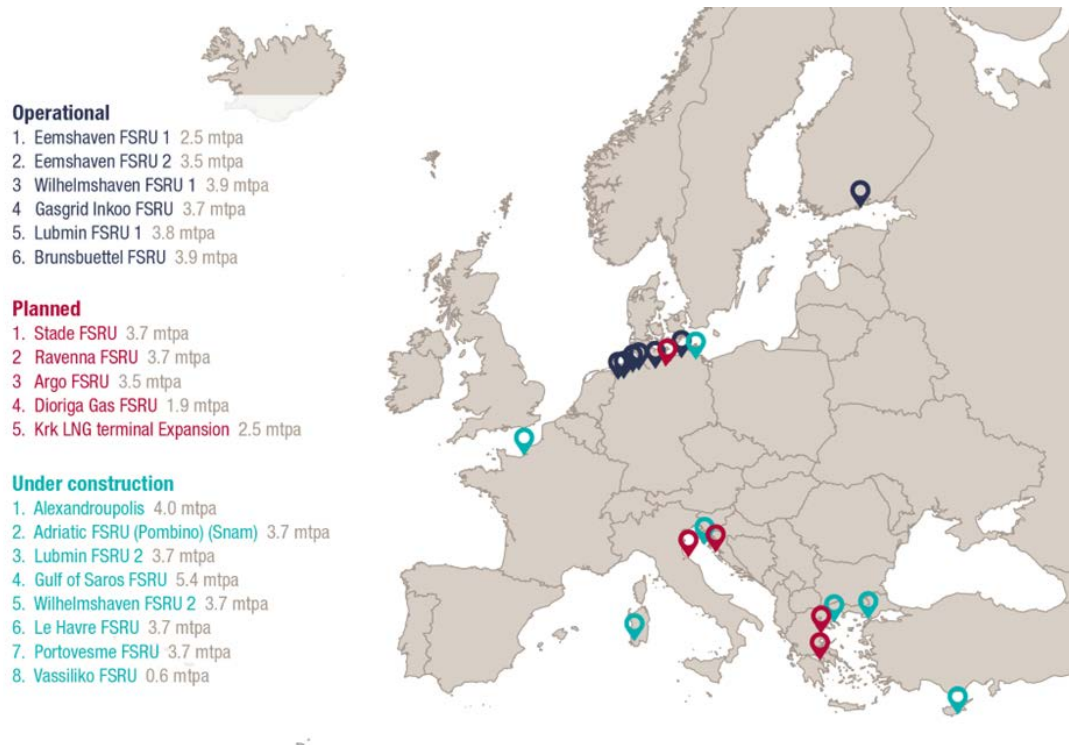 Operational
1. Eemshaven FSRU 1 2.5 mtpa
2. Eemshaven FSRU 2 3.5 mtpa
3 Wilhelmshaven FSRU 1 3.9 mtpa
4 Gasgrid Inkoo FSRU 3.7 mtpa
5. Lubmin FSRU 1 3.8 mtpa
6. Brunsbuettel FSRU 3.9 mtpa
Planned
1. Stade FSRU 3.7 mtpa
2 Ravenna FSRU 3.7 mtpa
3 Argo FSRU 3.5 mtpa
4. Dioriga Gas FSRU 1.9 mtpa
5. Krk LNG terminal Expansion 2.5 mtpa
Under construction
1. Alexandroupolis 4.0 mtpa
2. Adriatic FSRU (Pombino) (Snam) 3.7 mtpa
3. Lubmin FSRU 2 3.7 mtpa
4. Gulf of Saros FSRU 5.4 mtpa
5. Wilhelmshaven FSRU 2 3.7 mtpa
6. Le Havre FSRU 3.7 mtpa
7. Portovesme FSRU 3.7 mtpa
8. Vassiliko FSRU 0.6 mtpa